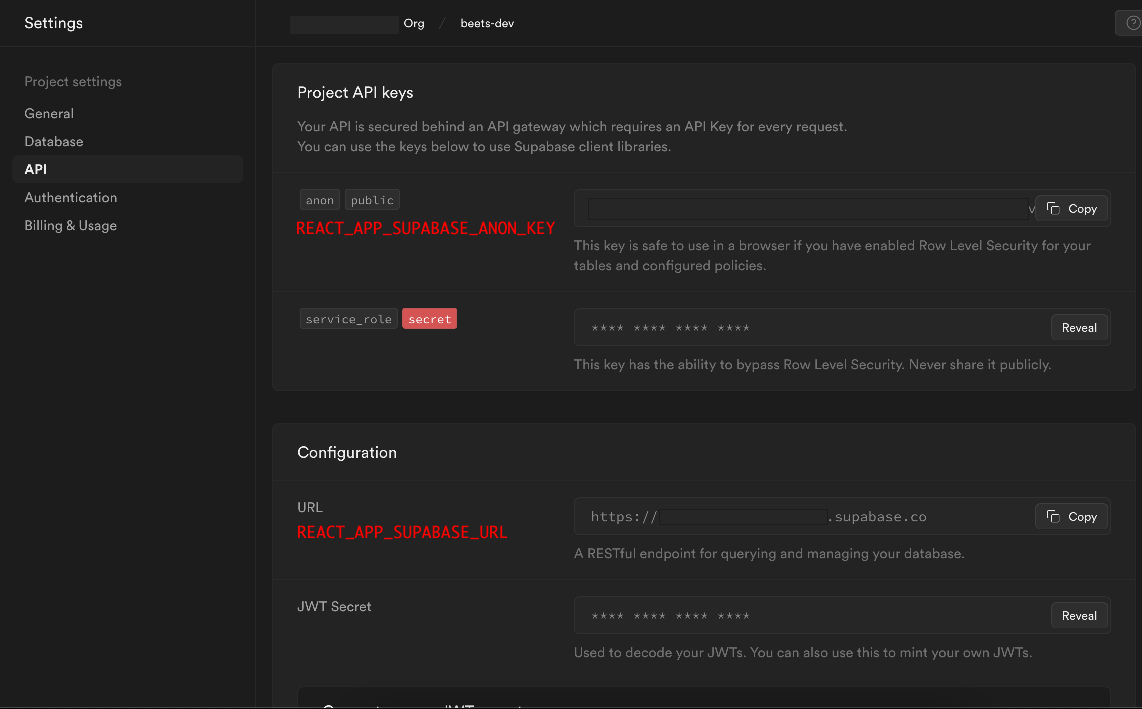 Settings
Org / beets-dev
Project settings
General
Database
API
Authentication
Billing & Usage
Project API keys
Your API is secured behind an API gateway which requires an API Key for every request.
You can use the keys below to use Supabase client libraries.
anon public
REACT_APP_SUPABASE_ANON_KEY
Copy
This key is safe to use in a browser if you have enabled Row Level Security for your
tables and configured policies.
service_role secret
**** **** **** ****
Reveal
This key has the ability to bypass Row Level Security. Never share it publicly.
Configuration
URL
REACT_APP_SUPABASE_URL
https:// .supabase.co
Copy
A RESTful endpoint for querying and managing your database.
JWT Secret
**** **** **** ****
Reveal
Used to decode your JWTs. You can also use this to mint your own JWTs.